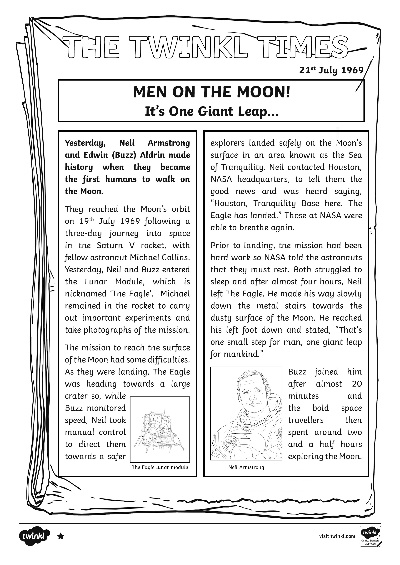 THE TWINKL TIMES
21st July 1969
MEN ON THE MOON!
It's One Giant Leap...
Yesterday, Neil Armstrong
and Edwin (Buzz) Aldrin made
history when they became
the first humans to walk on
the Moon.
They reached the Moon's orbit
on 19th July 1969 following a
three-day journey into space
in the Saturn V rocket, with
fellow astronaut Michael Collins.
Yesterday, Neil and Buzz entered
the Lunar Module, which is
nicknamed 'The Eagle'. Michael
remained in the rocket to carry
out important experiments and
take photographs of the mission.
The mission to reach the surface
of the Moon had some difficulties.
As they were landing, The Eagle
was heading towards a large
crater so, while
Buzz monitored
speed, Neil took
manual control
to direct them
towards a safer
The Eagle lunar module
explorers landed safely on the Moon's
surface in an area known as the Sea
of Tranquility. Neil contacted Houston,
NASA headquarters, to tell them the
good news and was heard saying,
"Houston, Tranquility Base here. The
Eagle has landed." Those at NASA were
able to breathe again.
Prior to landing, the mission had been
hard work so NASA told the astronauts
that they must rest. Both struggled to
sleep and after almost four hours, Neil
left The Eagle. He made his way slowly
down the metal stairs towards the
dusty surface of the Moon. He reached
his left foot down and stated, "That's
one small step for man, one giant leap
for mankind."
Buzz joined him
after almost 20
minutes and
the bold space
travellers then
spent around two
and a half hours
exploring the Moon.
Neil Armstrong
twinkl
visit twinkl.com
twinkl